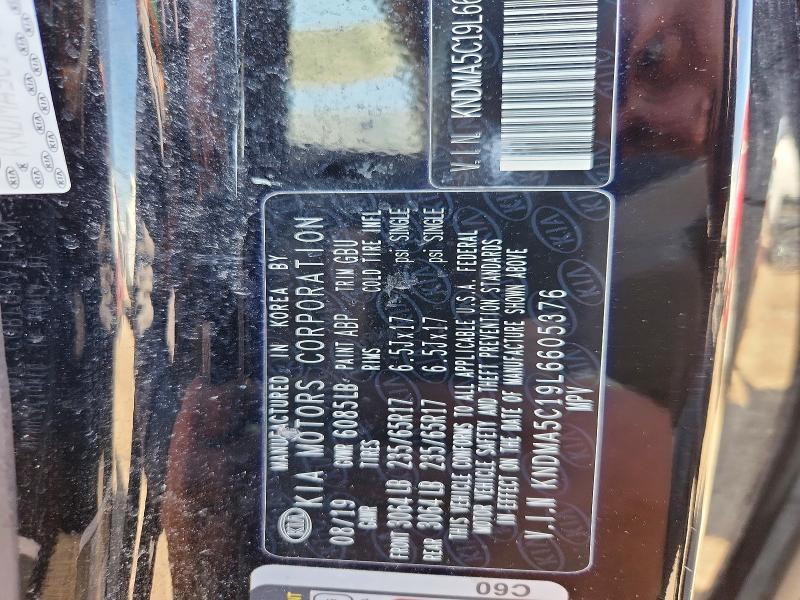 MANUFACTURED IN KOREA BY
KIA KIA MOTORS CORPORATION
08/19 GVWR 6085LB PAINT ABP TRIM GBU
GAWR TIRES RIMS COLD TIRE INFL
FRONT 3064LB 235/65R17 6.5Jx17 psi SINGLE
REAR 3064LB 235/65R17 6.5Jx17 psi SINGLE
THIS VEHICLE CONFORMS TO ALL APPLICABLE U.S.A. FEDERAL
MOTOR VEHICLE SAFETY AND THEFT PREVENTION STANDARDS
IN EFFECT ON THE DATE OF MANUFACTURE SHOWN ABOVE
V.I.N KNDMA5C19L6605376
MPV
V.I.N. KNDMA5C19L66
C60